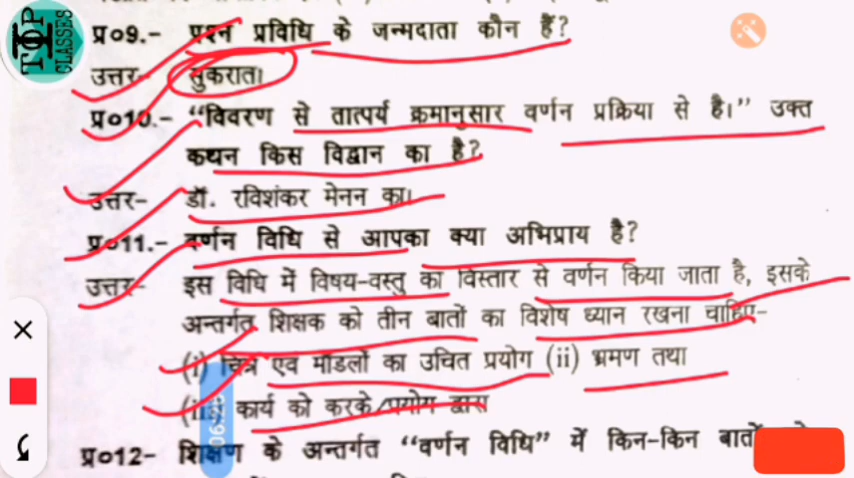 TOP
CLASSES
प्र०9.- प्रश्न प्रविधि के जन्मदाता कौन हैं?
उत्तर- सुकरात।
प्र०10.- “विवरण से तात्पर्य क्रमानुसार वर्णन प्रक्रिया से है।” उक्त
कथन किस विद्वान का है?
उत्तर- डॉ. रविशंकर मेनन का।
प्र०11.- वर्णन विधि से आपका क्या अभिप्राय है?
उत्तर- इस विधि में विषय-वस्तु का विस्तार से वर्णन किया जाता है, इसके
अन्तर्गत शिक्षक को तीन बातों का विशेष ध्यान रखना चाहिए-
(i) चित्र एव मॉडलों का उचित प्रयोग (ii) भ्रमण तथा
कार्य को करके/प्रयोग द्वारा
प्र०12- शिक्षण के अन्तर्गत “वर्णन विधि” में किन-किन